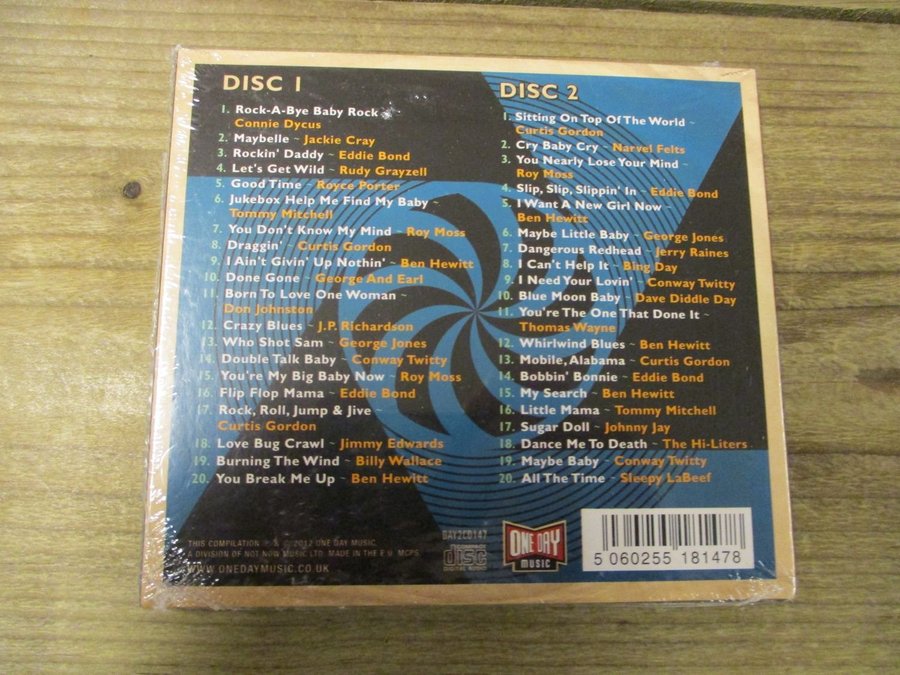 DISC 1
1. Rock-A-Bye Baby Rock ~
Connie Dycus
2. Maybelle ~ Jackie Cray
3. Rockin' Daddy ~ Eddie Bond
4. Let's Get Wild ~ Rudy Grayzell
5. Good Time ~ Royce Porter
6. Jukebox Help Me Find My Baby ~
Tommy Mitchell
7. You Don't Know My Mind ~ Roy Moss
8. Draggin' ~ Curtis Gordon
9. I Ain't Givin' Up Nothin' ~ Ben Hewitt
10. Done Gone ~ George And Earl
11. Born To Love One Woman ~
Don Johnston
12. Crazy Blues ~ J.P. Richardson
13. Who Shot Sam ~ George Jones
14. Double Talk Baby ~ Conway Twitty
15. You're My Big Baby Now ~ Roy Moss
16. Flip Flop Mama ~ Eddie Bond
17. Rock, Roll, Jump & Jive ~
Curtis Gordon
18. Love Bug Crawl ~ Jimmy Edwards
19. Burning The Wind ~ Billy Wallace
20. You Break Me Up ~ Ben Hewitt
DISC 2
1. Sitting On Top Of The World ~
Curtis Gordon
2. Cry Baby Cry ~ Narvel Felts
3. You Nearly Lose Your Mind ~
Roy Moss
4. Slip, Slip, Slippin' In ~ Eddie Bond
5. I Want A New Girl Now ~
Ben Hewitt
6. Maybe Little Baby ~ George Jones
7. Dangerous Redhead ~ Jerry Raines
8. I Can't Help It ~ Bing Day
9. I Need Your Lovin' ~ Conway Twitty
10. Blue Moon Baby ~ Dave Diddle Day
11. You're The One That Done It ~
Thomas Wayne
12. Whirlwind Blues ~ Ben Hewitt
13. Mobile, Alabama ~ Curtis Gordon
14. Bobbin' Bonnie ~ Eddie Bond
15. My Search ~ Ben Hewitt
16. Little Mama ~ Tommy Mitchell
17. Sugar Doll ~ Johnny Jay
18. Dance Me To Death ~ The Hi-Liters
19. Maybe Baby ~ Conway Twitty
20. All The Time ~ Sleepy LaBeef
THIS COMPILATION ℗ & © 2012 ONE DAY MUSIC,
A DIVISION OF NOT NOW MUSIC LTD. MADE IN THE E.U. MCPS
WWW.ONEDAYMUSIC.CO.UK
DAY2CD147
COMPACT
disc
DIGITAL AUDIO
ONE DAY
MUSIC
5 060255 181478